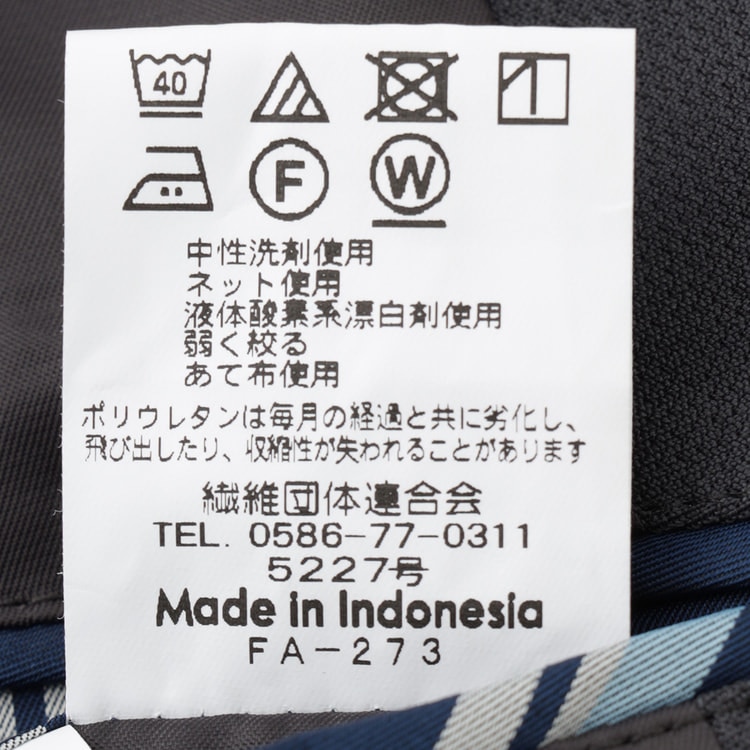 40
F W
中性洗剤使用
ネット使用
液体酸素系漂白剤使用
弱く絞る
あて布使用
ポリウレタンは毎月の経過と共に劣化し、
飛び出したり、収縮性が失われることがあります
繊維団体連合会
TEL. 0586-77-0311
5227号
Made in Indonesia
FA-273